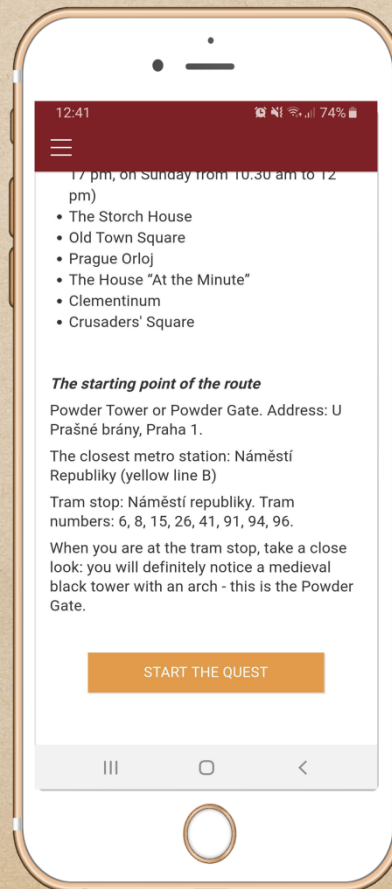 12:41 74%
17 pm, on Sunday from 10.30 am to 12
pm)
• The Storch House
• Old Town Square
• Prague Orloj
• The House “At the Minute”
• Clementinum
• Crusaders' Square
The starting point of the route
Powder Tower or Powder Gate. Address: U
Prašné brány, Praha 1.
The closest metro station: Náměstí
Republiky (yellow line B)
Tram stop: Náměstí republiky. Tram
numbers: 6, 8, 15, 26, 41, 91, 94, 96.
When you are at the tram stop, take a close
look: you will definitely notice a medieval
black tower with an arch - this is the Powder
Gate.
START THE QUEST